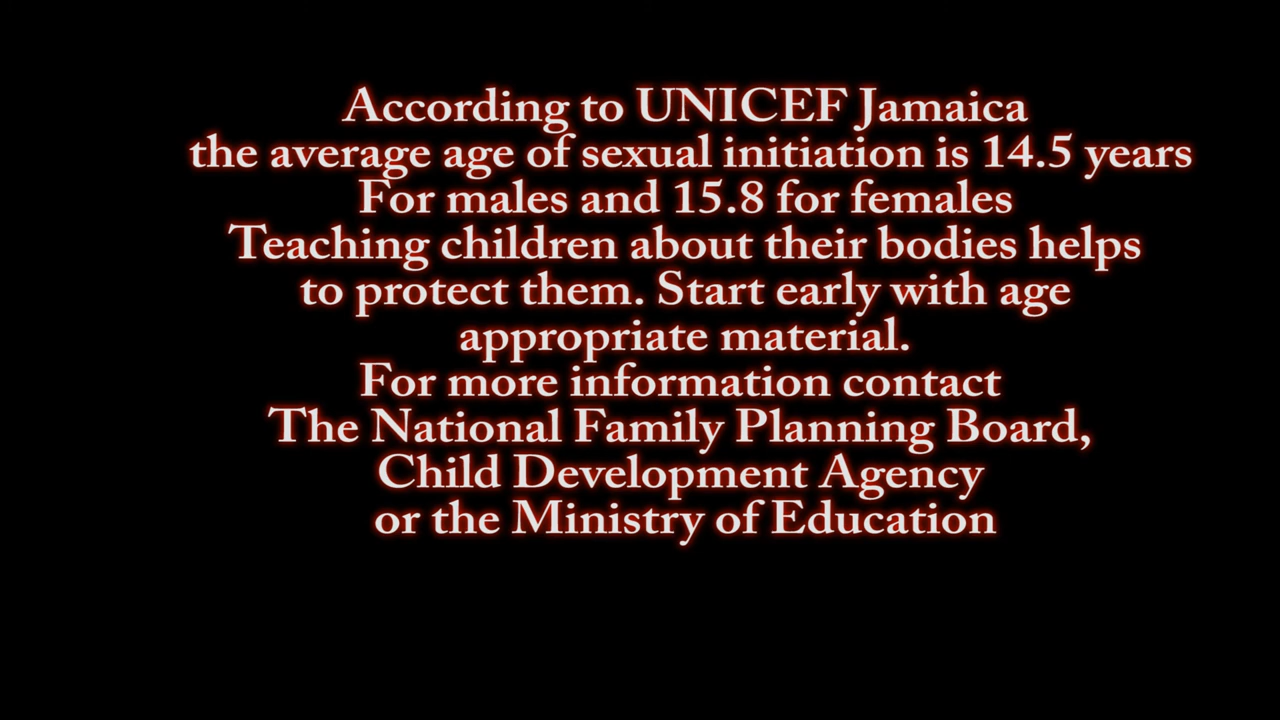 According to UNICEF Jamaica
the average age of sexual initiation is 14.5 years
For males and 15.8 for females
Teaching children about their bodies helps
to protect them. Start early with age
appropriate material.
For more information contact
The National Family Planning Board,
Child Development Agency
or the Ministry of Education